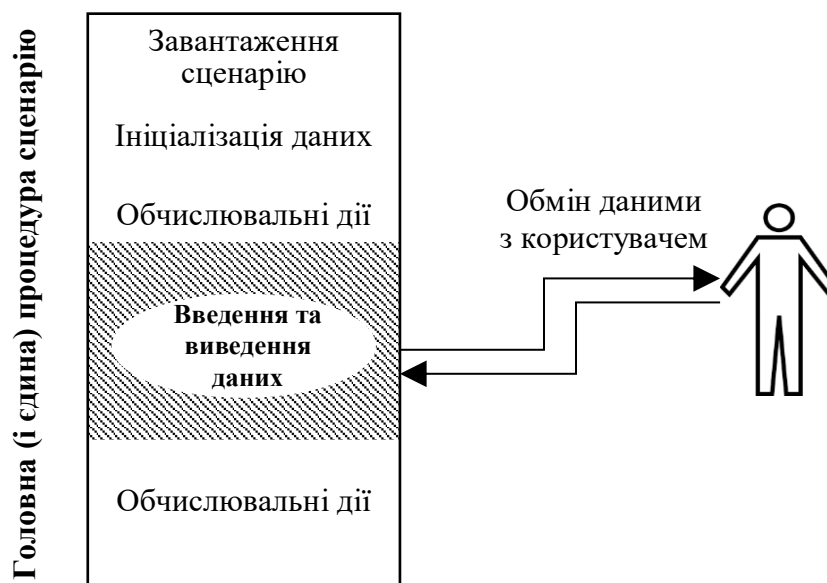 Головна (і єдина) процедура сценарію
Завантаження
сценарію
Ініціалізація даних
Обчислювальні дії
Введення та
виведення
даних
Обчислювальні дії
Обмін даними
з користувачем